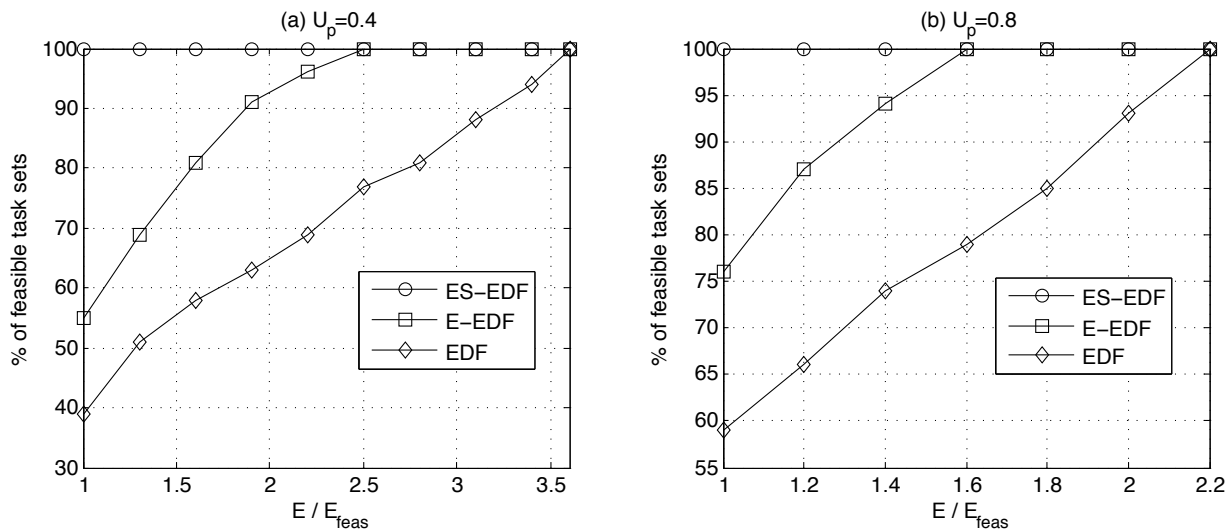 (a) U_p=0.4
100
90
80
70
60
50
40
30
% of feasible task sets
ES-EDF
E-EDF
EDF
1 1.5 2 2.5 3 3.5
E / E_feas
(b) U_p=0.8
100
95
90
85
80
75
70
65
60
55
% of feasible task sets
ES-EDF
E-EDF
EDF
1 1.2 1.4 1.6 1.8 2 2.2
E / E_feas